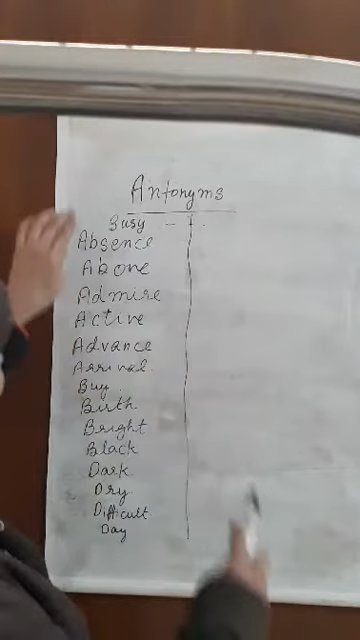 Antonyms
Busy
Absence
Above
Admire
Active
Advance
Arrival
Buy
Birth
Bright
Black
Dark
Dry
Difficult
Day